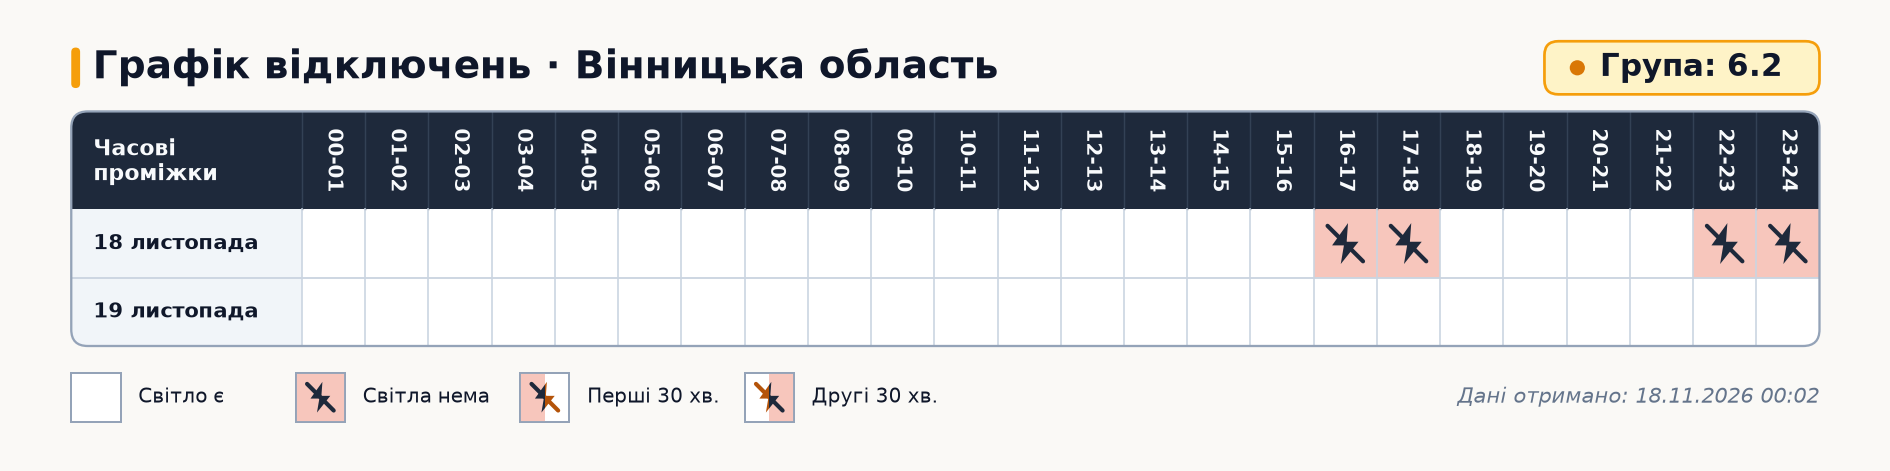 Графік відключень · Вінницька область
Група: 6.2
Часові
проміжки
00-01
01-02
02-03
03-04
04-05
05-06
06-07
07-08
08-09
09-10
10-11
11-12
12-13
13-14
14-15
15-16
16-17
17-18
18-19
19-20
20-21
21-22
22-23
23-24
18 листопада
19 листопада
Світло є
Світла нема
Перші 30 хв.
Другі 30 хв.
Дані отримано: 18.11.2026 00:02